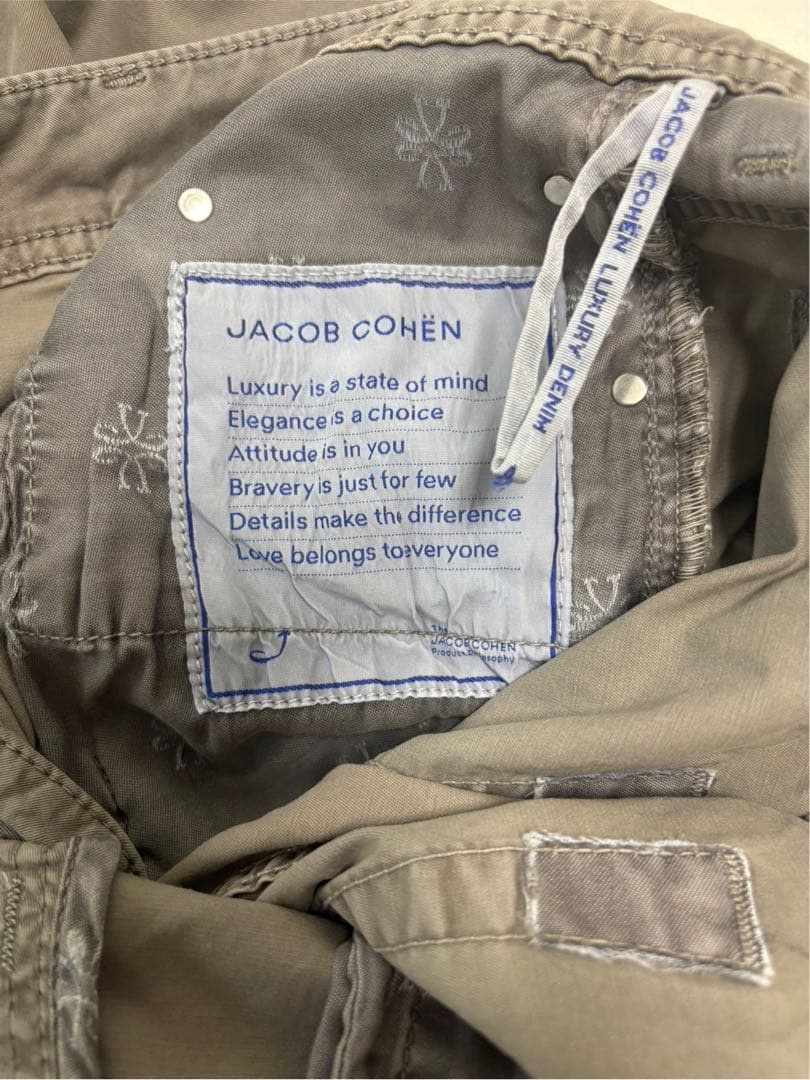 JACOB COHËN
Luxury is a state of mind
Elegance is a choice
Attitude is in you
Bravery is just for few
Details make the difference
Love belongs to everyone
The
JACOB COHËN
Product Philosophy
JACOB COHËN LUXURY DENIM